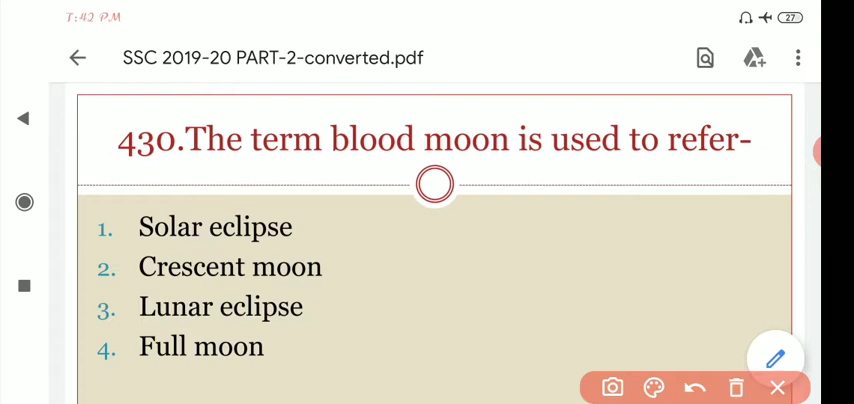 7:42 PM
27
SSC 2019-20 PART-2-converted.pdf
430.The term blood moon is used to refer-
1. Solar eclipse
2. Crescent moon
3. Lunar eclipse
4. Full moon